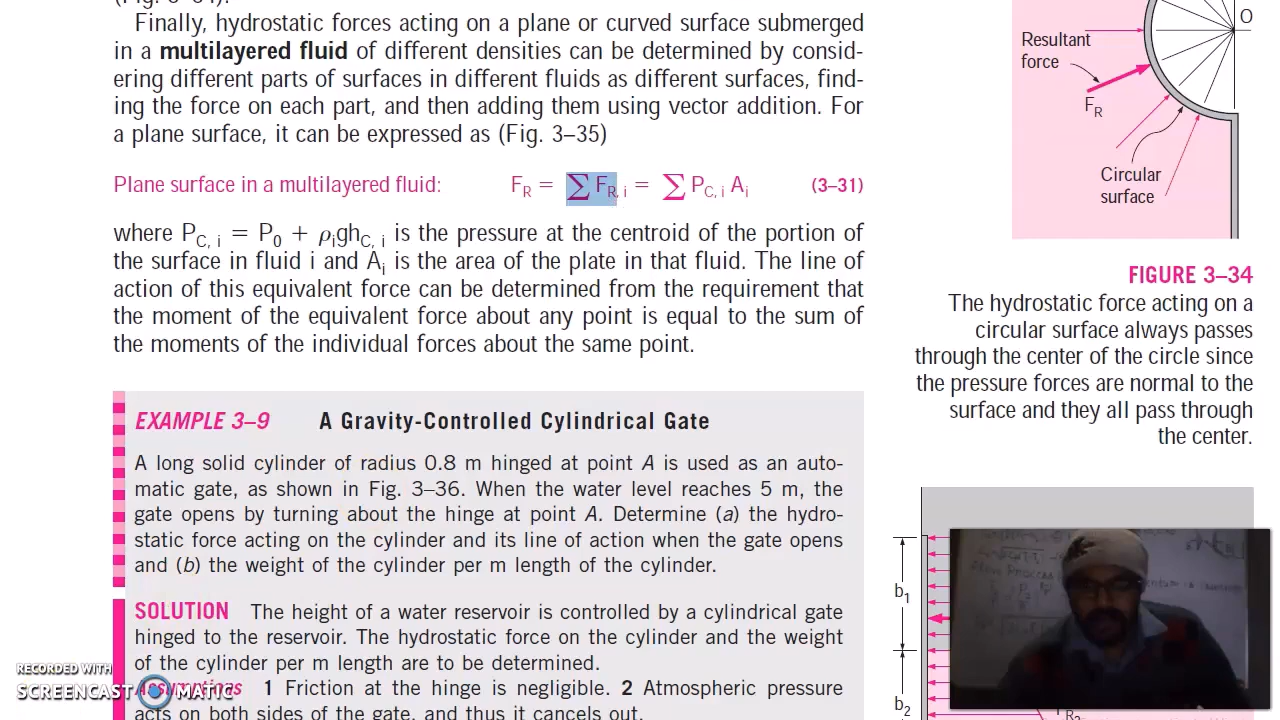 Finally, hydrostatic forces acting on a plane or curved surface submerged
in a multilayered fluid of different densities can be determined by consid-
ering different parts of surfaces in different fluids as different surfaces, find-
ing the force on each part, and then adding them using vector addition. For
a plane surface, it can be expressed as (Fig. 3–35)
Plane surface in a multilayered fluid: F_R = ∑ F_R, i = ∑ P_C, i A_i (3–31)
where P_C, i = P_0 + ρ_i gh_C, i is the pressure at the centroid of the portion of
the surface in fluid i and A_i is the area of the plate in that fluid. The line of
action of this equivalent force can be determined from the requirement that
the moment of the equivalent force about any point is equal to the sum of
the moments of the individual forces about the same point.
EXAMPLE 3–9 A Gravity-Controlled Cylindrical Gate
A long solid cylinder of radius 0.8 m hinged at point A is used as an auto-
matic gate, as shown in Fig. 3–36. When the water level reaches 5 m, the
gate opens by turning about the hinge at point A. Determine (a) the hydro-
static force acting on the cylinder and its line of action when the gate opens
and (b) the weight of the cylinder per m length of the cylinder.
SOLUTION The height of a water reservoir is controlled by a cylindrical gate
hinged to the reservoir. The hydrostatic force on the cylinder and the weight
of the cylinder per m length are to be determined.
Assumptions 1 Friction at the hinge is negligible. 2 Atmospheric pressure
acts on both sides of the gate, and thus it cancels out.
O
Resultant
force
F_R
Circular
surface
FIGURE 3–34
The hydrostatic force acting on a
circular surface always passes
through the center of the circle since
the pressure forces are normal to the
surface and they all pass through
the center.
b_1
b_2
RECORDED WITH
SCREENCAST MATIC